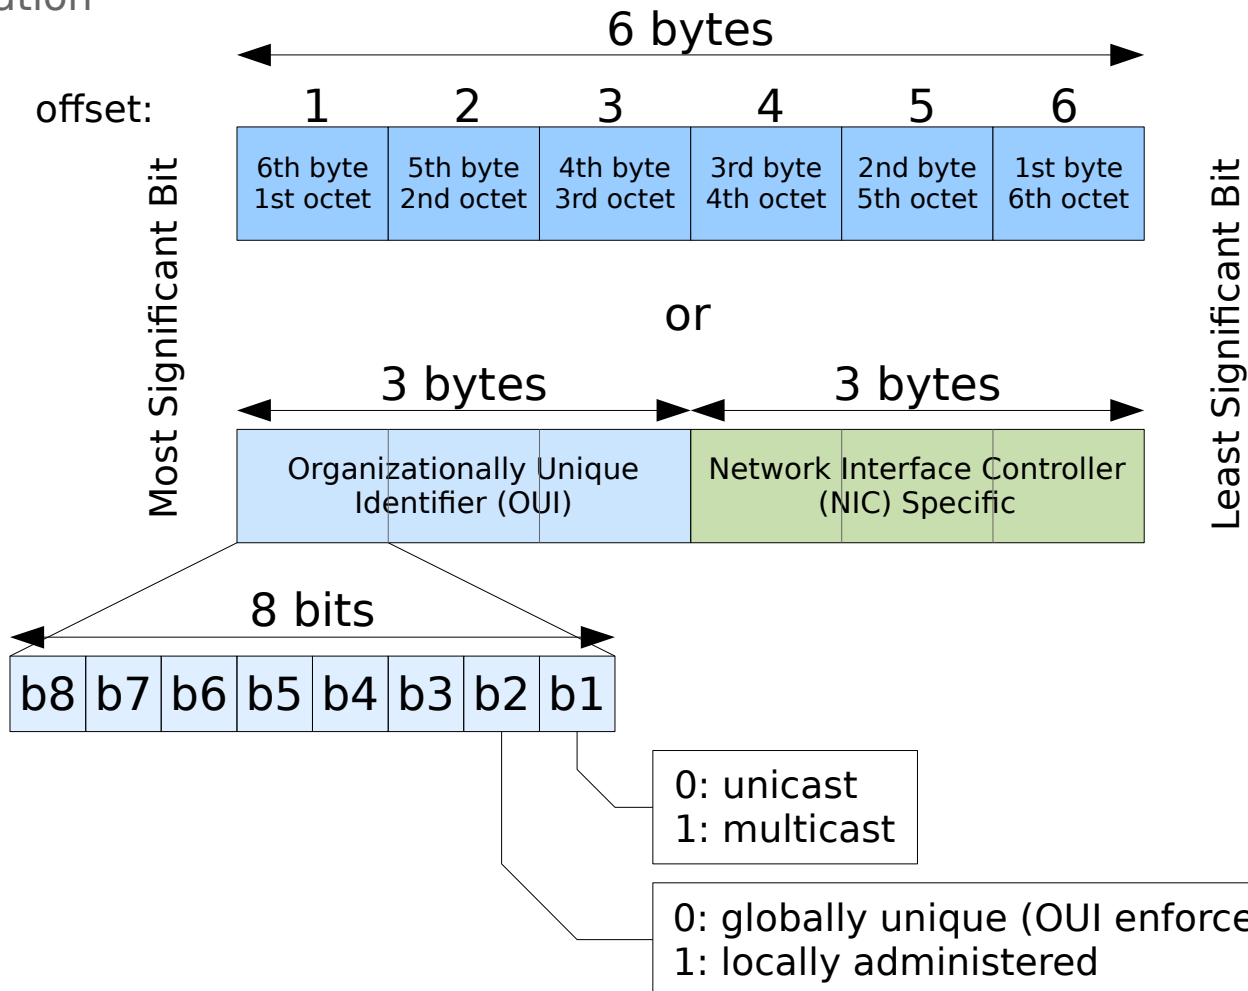 6 bytes
offset: 1 2 3 4 5 6
6th byte 5th byte 4th byte 3rd byte 2nd byte 1st byte
1st octet 2nd octet 3rd octet 4th octet 5th octet 6th octet
Most Significant Bit
Least Significant Bit
or
3 bytes 3 bytes
Organizationally Unique
Identifier (OUI)
Network Interface Controller
(NIC) Specific
8 bits
b8 b7 b6 b5 b4 b3 b2 b1
0: unicast
1: multicast
0: globally unique (OUI enforce
1: locally administered